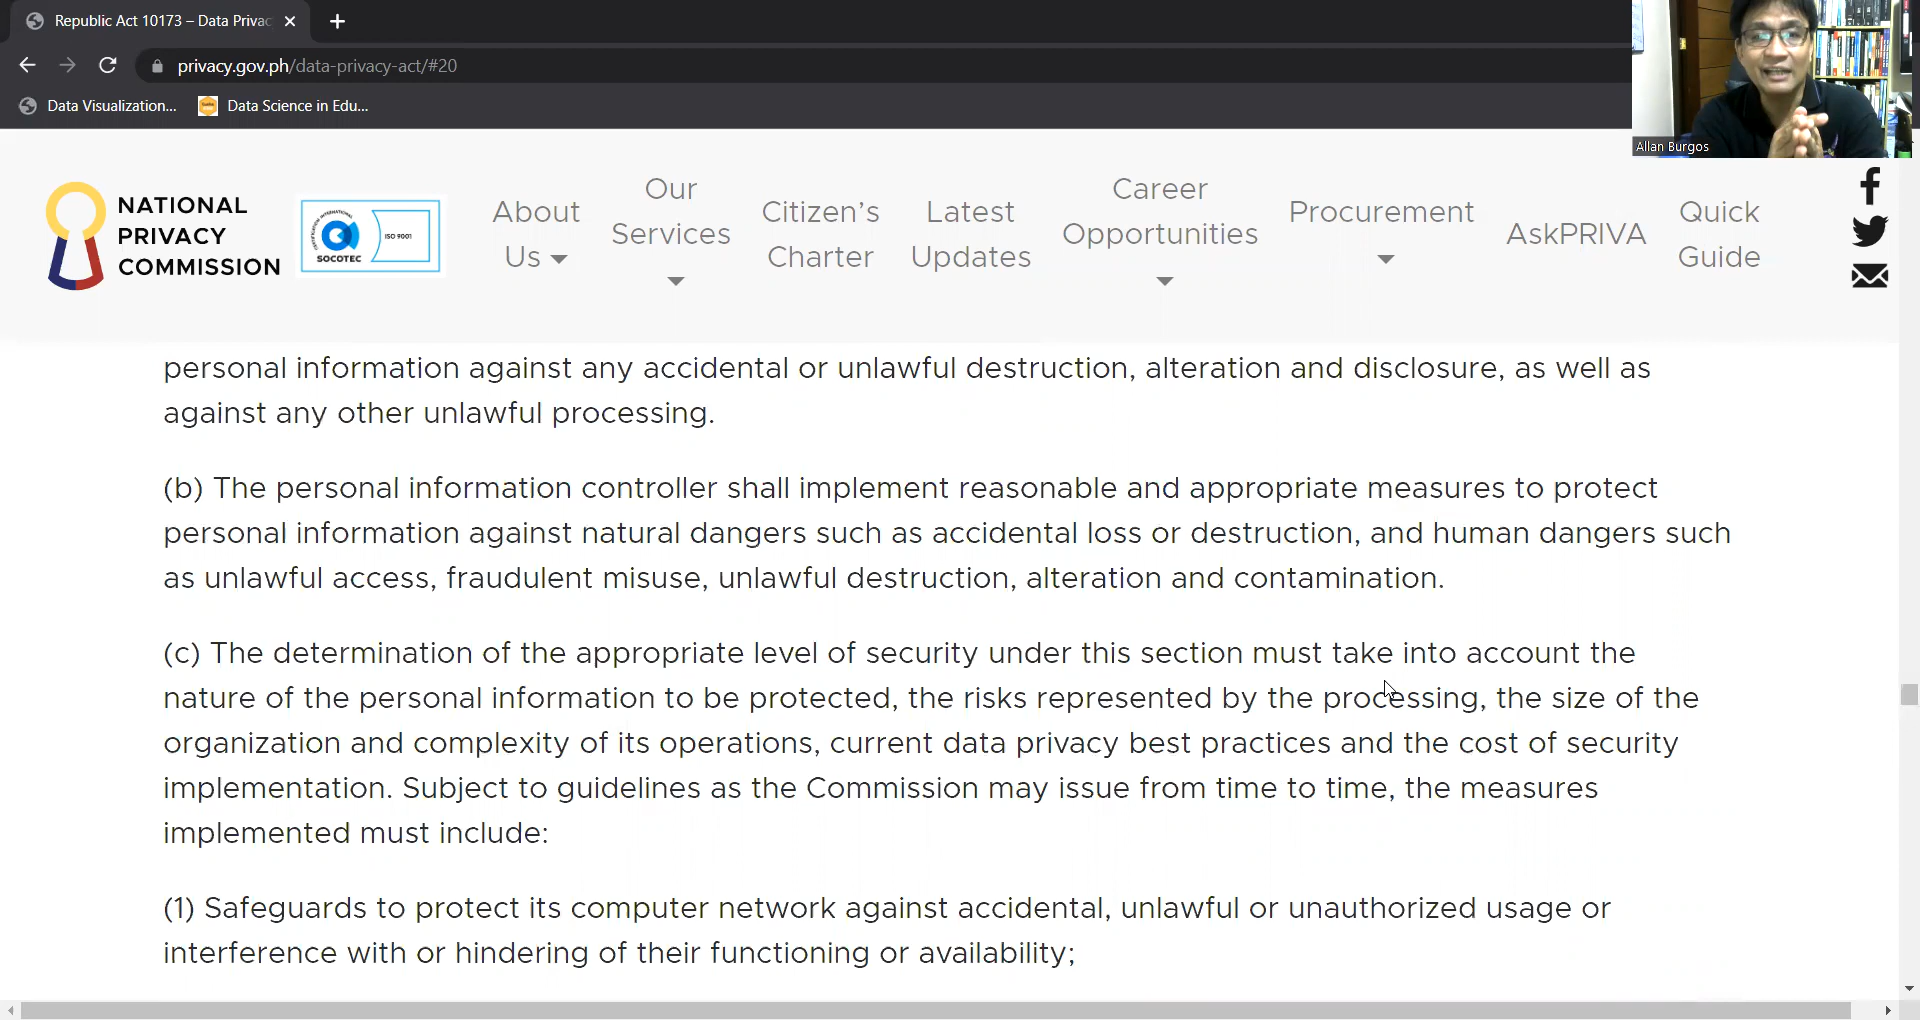 Republic Act 10173 – Data Privac
privacy.gov.ph/data-privacy-act/#20
Data Visualization...
Data Science in Edu...
Allan Burgos
NATIONAL
PRIVACY
COMMISSION
SOCOTEC
ISO 9001
About
Us
Our
Services
Citizen’s
Charter
Latest
Updates
Career
Opportunities
Procurement
AskPRIVA
Quick
Guide
personal information against any accidental or unlawful destruction, alteration and disclosure, as well as
against any other unlawful processing.
(b) The personal information controller shall implement reasonable and appropriate measures to protect
personal information against natural dangers such as accidental loss or destruction, and human dangers such
as unlawful access, fraudulent misuse, unlawful destruction, alteration and contamination.
(c) The determination of the appropriate level of security under this section must take into account the
nature of the personal information to be protected, the risks represented by the processing, the size of the
organization and complexity of its operations, current data privacy best practices and the cost of security
implementation. Subject to guidelines as the Commission may issue from time to time, the measures
implemented must include:
(1) Safeguards to protect its computer network against accidental, unlawful or unauthorized usage or
interference with or hindering of their functioning or availability;